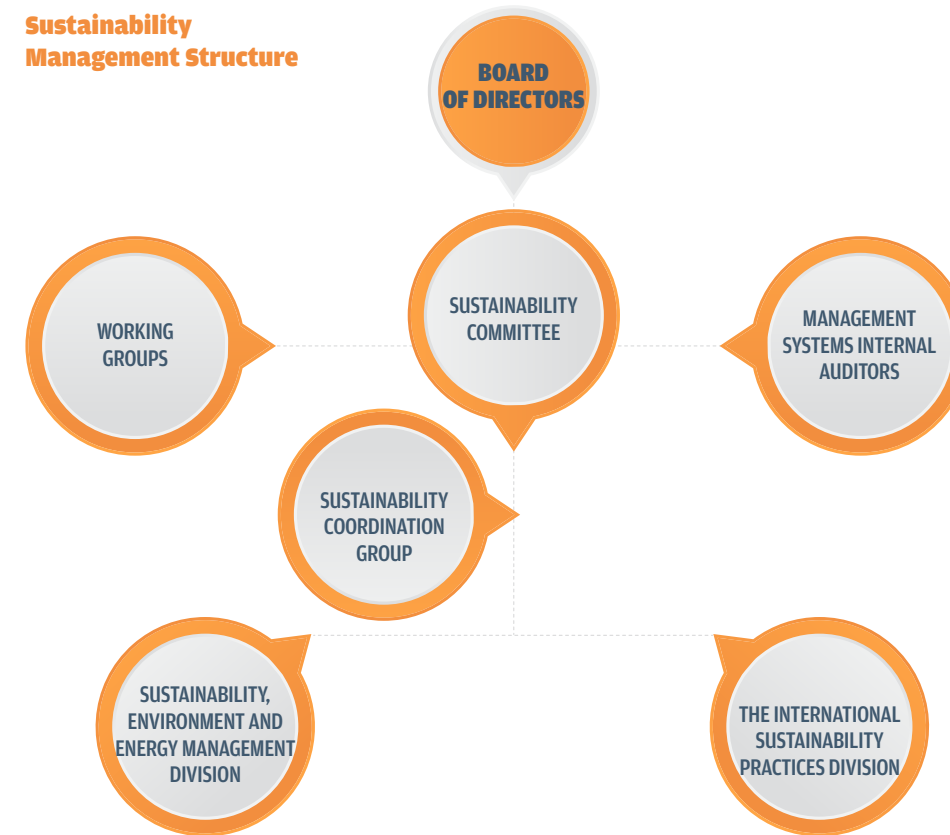 Sustainability
Management Structure
BOARD
OF DIRECTORS
SUSTAINABILITY
COMMITTEE
WORKING
GROUPS
MANAGEMENT
SYSTEMS INTERNAL
AUDITORS
SUSTAINABILITY
COORDINATION
GROUP
SUSTAINABILITY,
ENVIRONMENT AND
ENERGY MANAGEMENT
DIVISION
THE INTERNATIONAL
SUSTAINABILITY
PRACTICES DIVISION